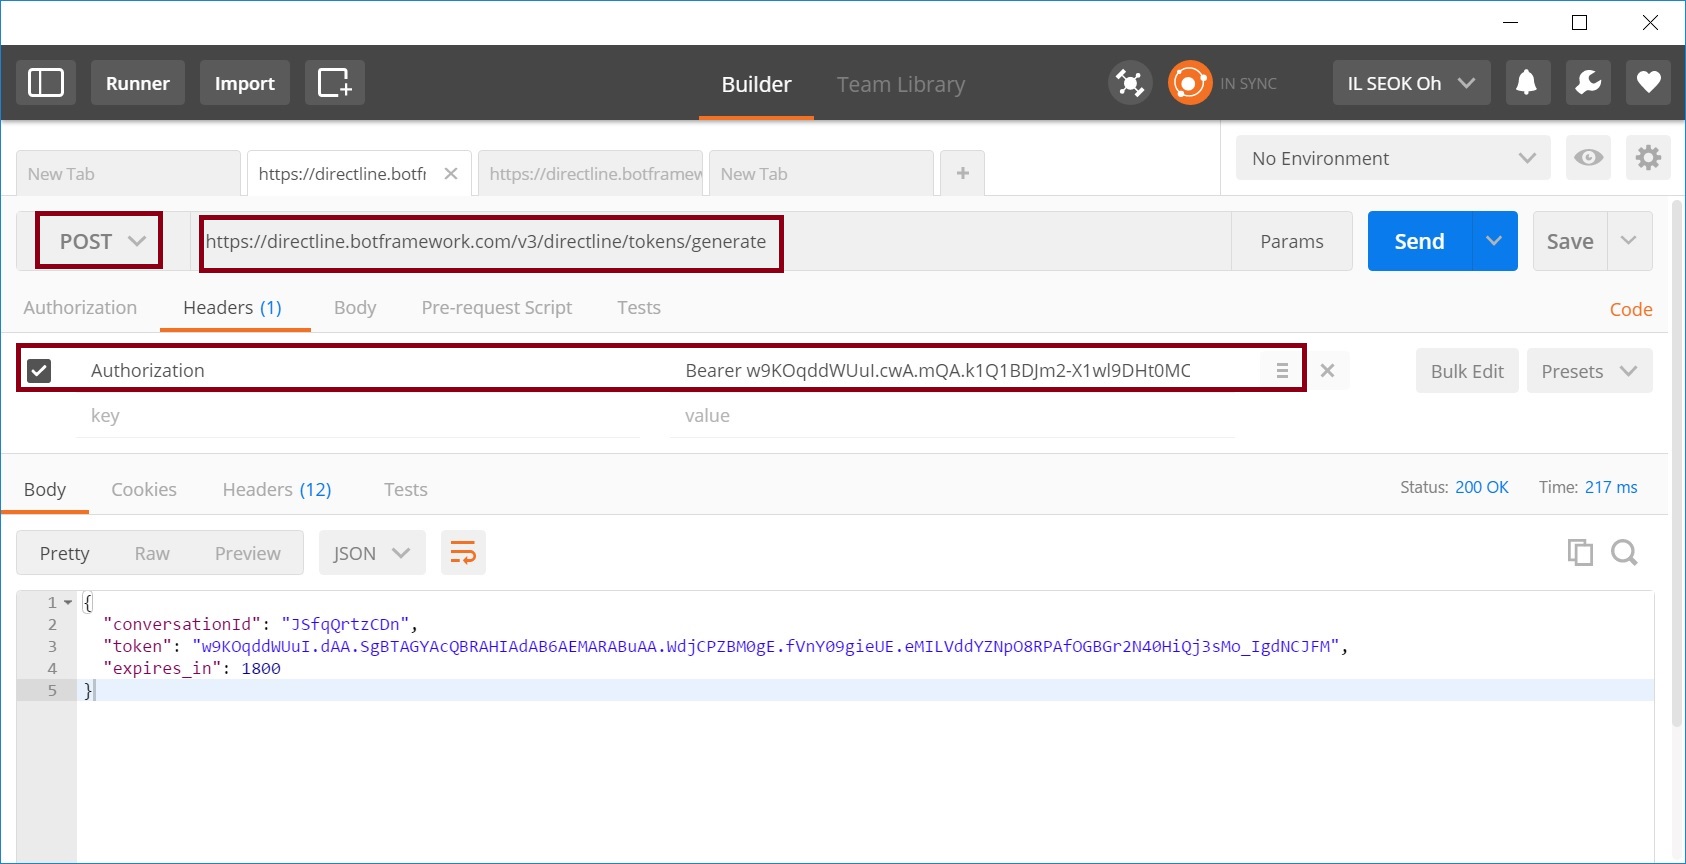 Runner Import Builder Team Library IN SYNC IL SEOK Oh
New Tab https://directline.botfr https://directline.botframew New Tab + No Environment
POST https://directline.botframework.com/v3/directline/tokens/generate Params Send Save
Authorization Headers (1) Body Pre-request Script Tests Code
Authorization Bearer w9KOqddWUuI.cwA.mQA.k1Q1BDJm2-X1wl9DHt0MC Bulk Edit Presets
key value
Body Cookies Headers (12) Tests Status: 200 OK Time: 217 ms
Pretty Raw Preview JSON
1 {
2 "conversationId": "JSfqQrtzCDn",
3 "token": "w9KOqddWUuI.dAA.SgBTAGYAcQBRAHIAdAB6AEMARABuAA.WdjCPZBM0gE.fVnY09gieUE.eMILVddYZNpO8RPAfOGBGr2N40HiQj3sMo_IgdNCJFM",
4 "expires_in": 1800
5 }